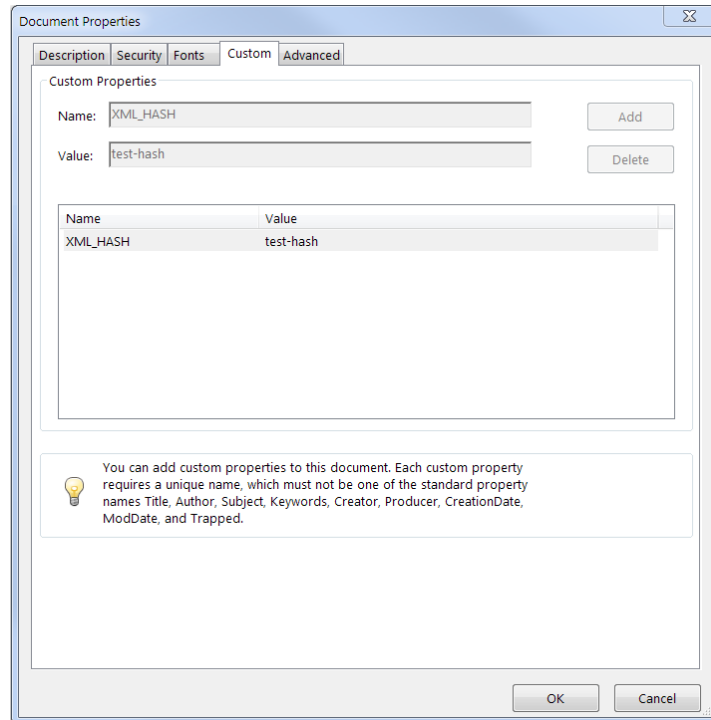 Document Properties
Description Security Fonts Custom Advanced
Custom Properties
Name: XML_HASH Add
Value: test-hash Delete
Name Value
XML_HASH test-hash
You can add custom properties to this document. Each custom property
requires a unique name, which must not be one of the standard property
names Title, Author, Subject, Keywords, Creator, Producer, CreationDate,
ModDate, and Trapped.
OK Cancel